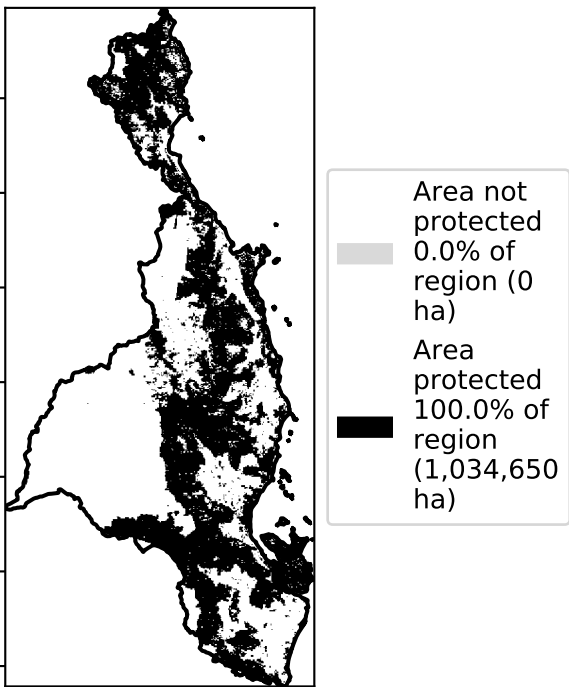 Area not
protected
0.0% of
region (0
ha)
Area
protected
100.0% of
region
(1,034,650
ha)